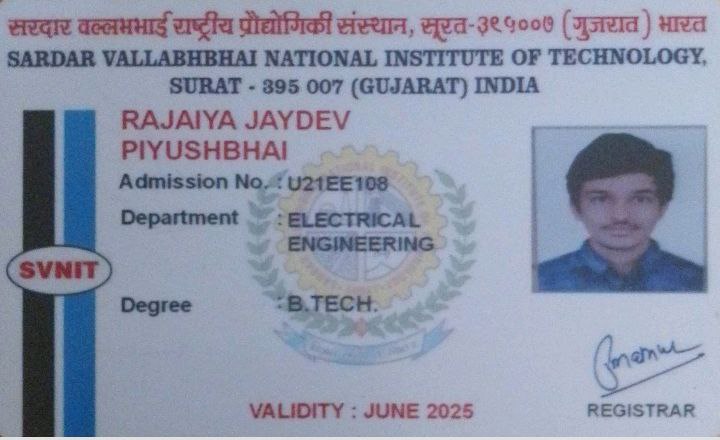 सरदार वल्लभभाई राष्ट्रीय प्रौद्योगिकी संस्थान, सूरत-३९५००७ (गुजरात) भारत
SARDAR VALLABHBHAI NATIONAL INSTITUTE OF TECHNOLOGY,
SURAT - 395 007 (GUJARAT) INDIA
RAJAIYA JAYDEV
PIYUSHBHAI
Admission No. : U21EE108
Department : ELECTRICAL
ENGINEERING
SVNIT
Degree : B.TECH.
VALIDITY : JUNE 2025
REGISTRAR